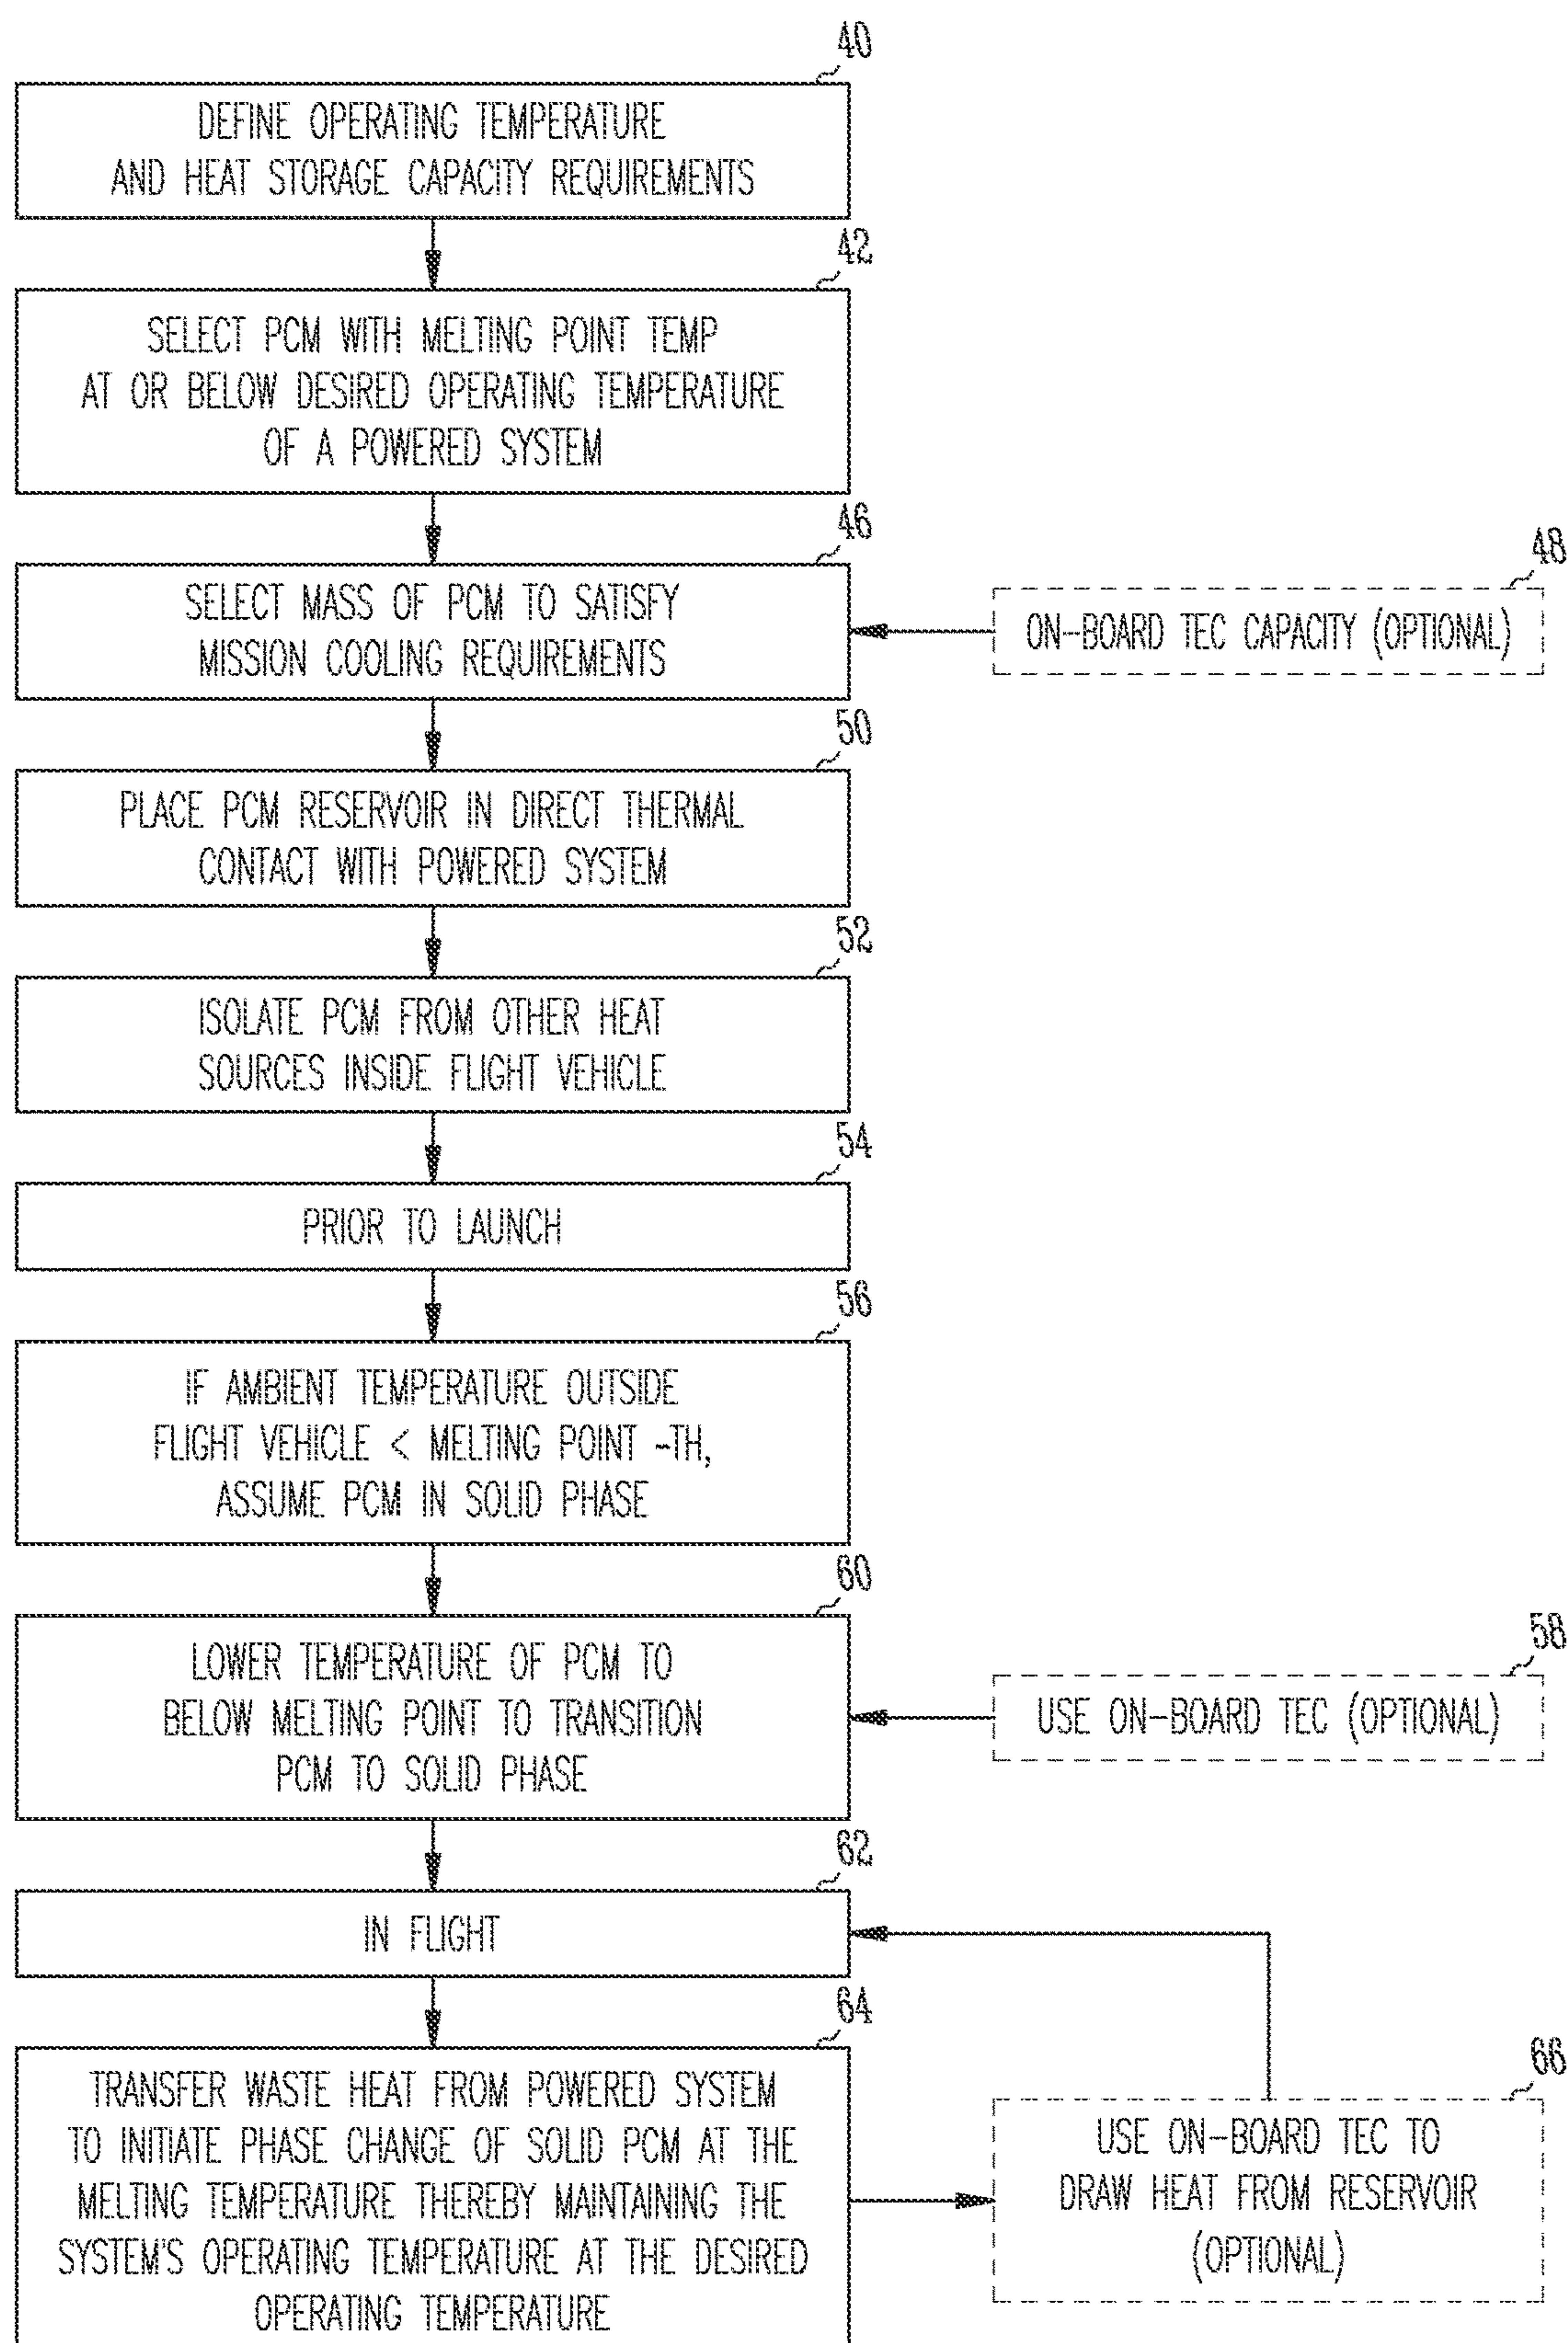 40
DEFINE OPERATING TEMPERATURE
AND HEAT STORAGE CAPACITY REQUIREMENTS
42
SELECT PCM WITH MELTING POINT TEMP
AT OR BELOW DESIRED OPERATING TEMPERATURE
OF A POWERED SYSTEM
46
SELECT MASS OF PCM TO SATISFY
MISSION COOLING REQUIREMENTS
48
ON-BOARD TEC CAPACITY (OPTIONAL)
50
PLACE PCM RESERVOIR IN DIRECT THERMAL
CONTACT WITH POWERED SYSTEM
52
ISOLATE PCM FROM OTHER HEAT
SOURCES INSIDE FLIGHT VEHICLE
54
PRIOR TO LAUNCH
56
IF AMBIENT TEMPERATURE OUTSIDE
FLIGHT VEHICLE < MELTING POINT -TH,
ASSUME PCM IN SOLID PHASE
60
LOWER TEMPERATURE OF PCM TO
BELOW MELTING POINT TO TRANSITION
PCM TO SOLID PHASE
58
USE ON-BOARD TEC (OPTIONAL)
62
IN FLIGHT
64
TRANSFER WASTE HEAT FROM POWERED SYSTEM
TO INITIATE PHASE CHANGE OF SOLID PCM AT THE
MELTING TEMPERATURE THEREBY MAINTAINING THE
SYSTEM'S OPERATING TEMPERATURE AT THE DESIRED
OPERATING TEMPERATURE
66
USE ON-BOARD TEC TO
DRAW HEAT FROM RESERVOIR
(OPTIONAL)